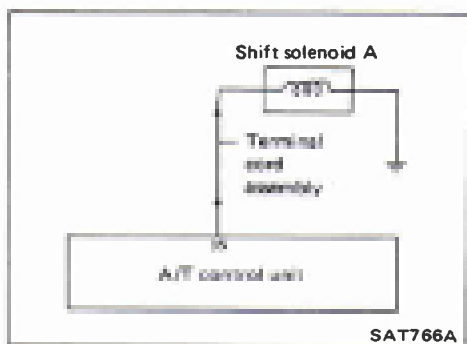 Shift solenoid A
Terminal
cord
assembly
A/T control unit
SAT766A